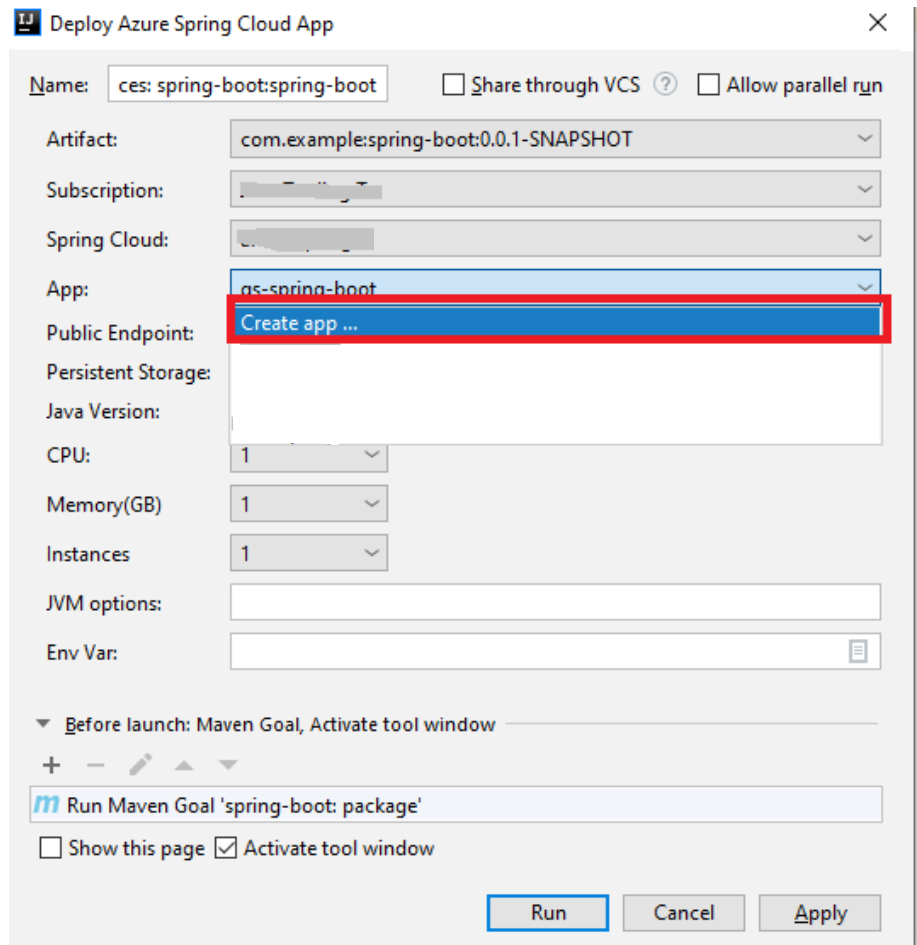 IJ Deploy Azure Spring Cloud App
Name: ces: spring-boot:spring-boot Share through VCS ? Allow parallel run
Artifact: com.example:spring-boot:0.0.1-SNAPSHOT
Subscription:
Spring Cloud:
App: gs-spring-boot
Create app ...
Public Endpoint:
Persistent Storage:
Java Version:
CPU: 1
Memory(GB) 1
Instances 1
JVM options:
Env Var:
Before launch: Maven Goal, Activate tool window
m Run Maven Goal 'spring-boot: package'
Show this page Activate tool window
Run Cancel Apply